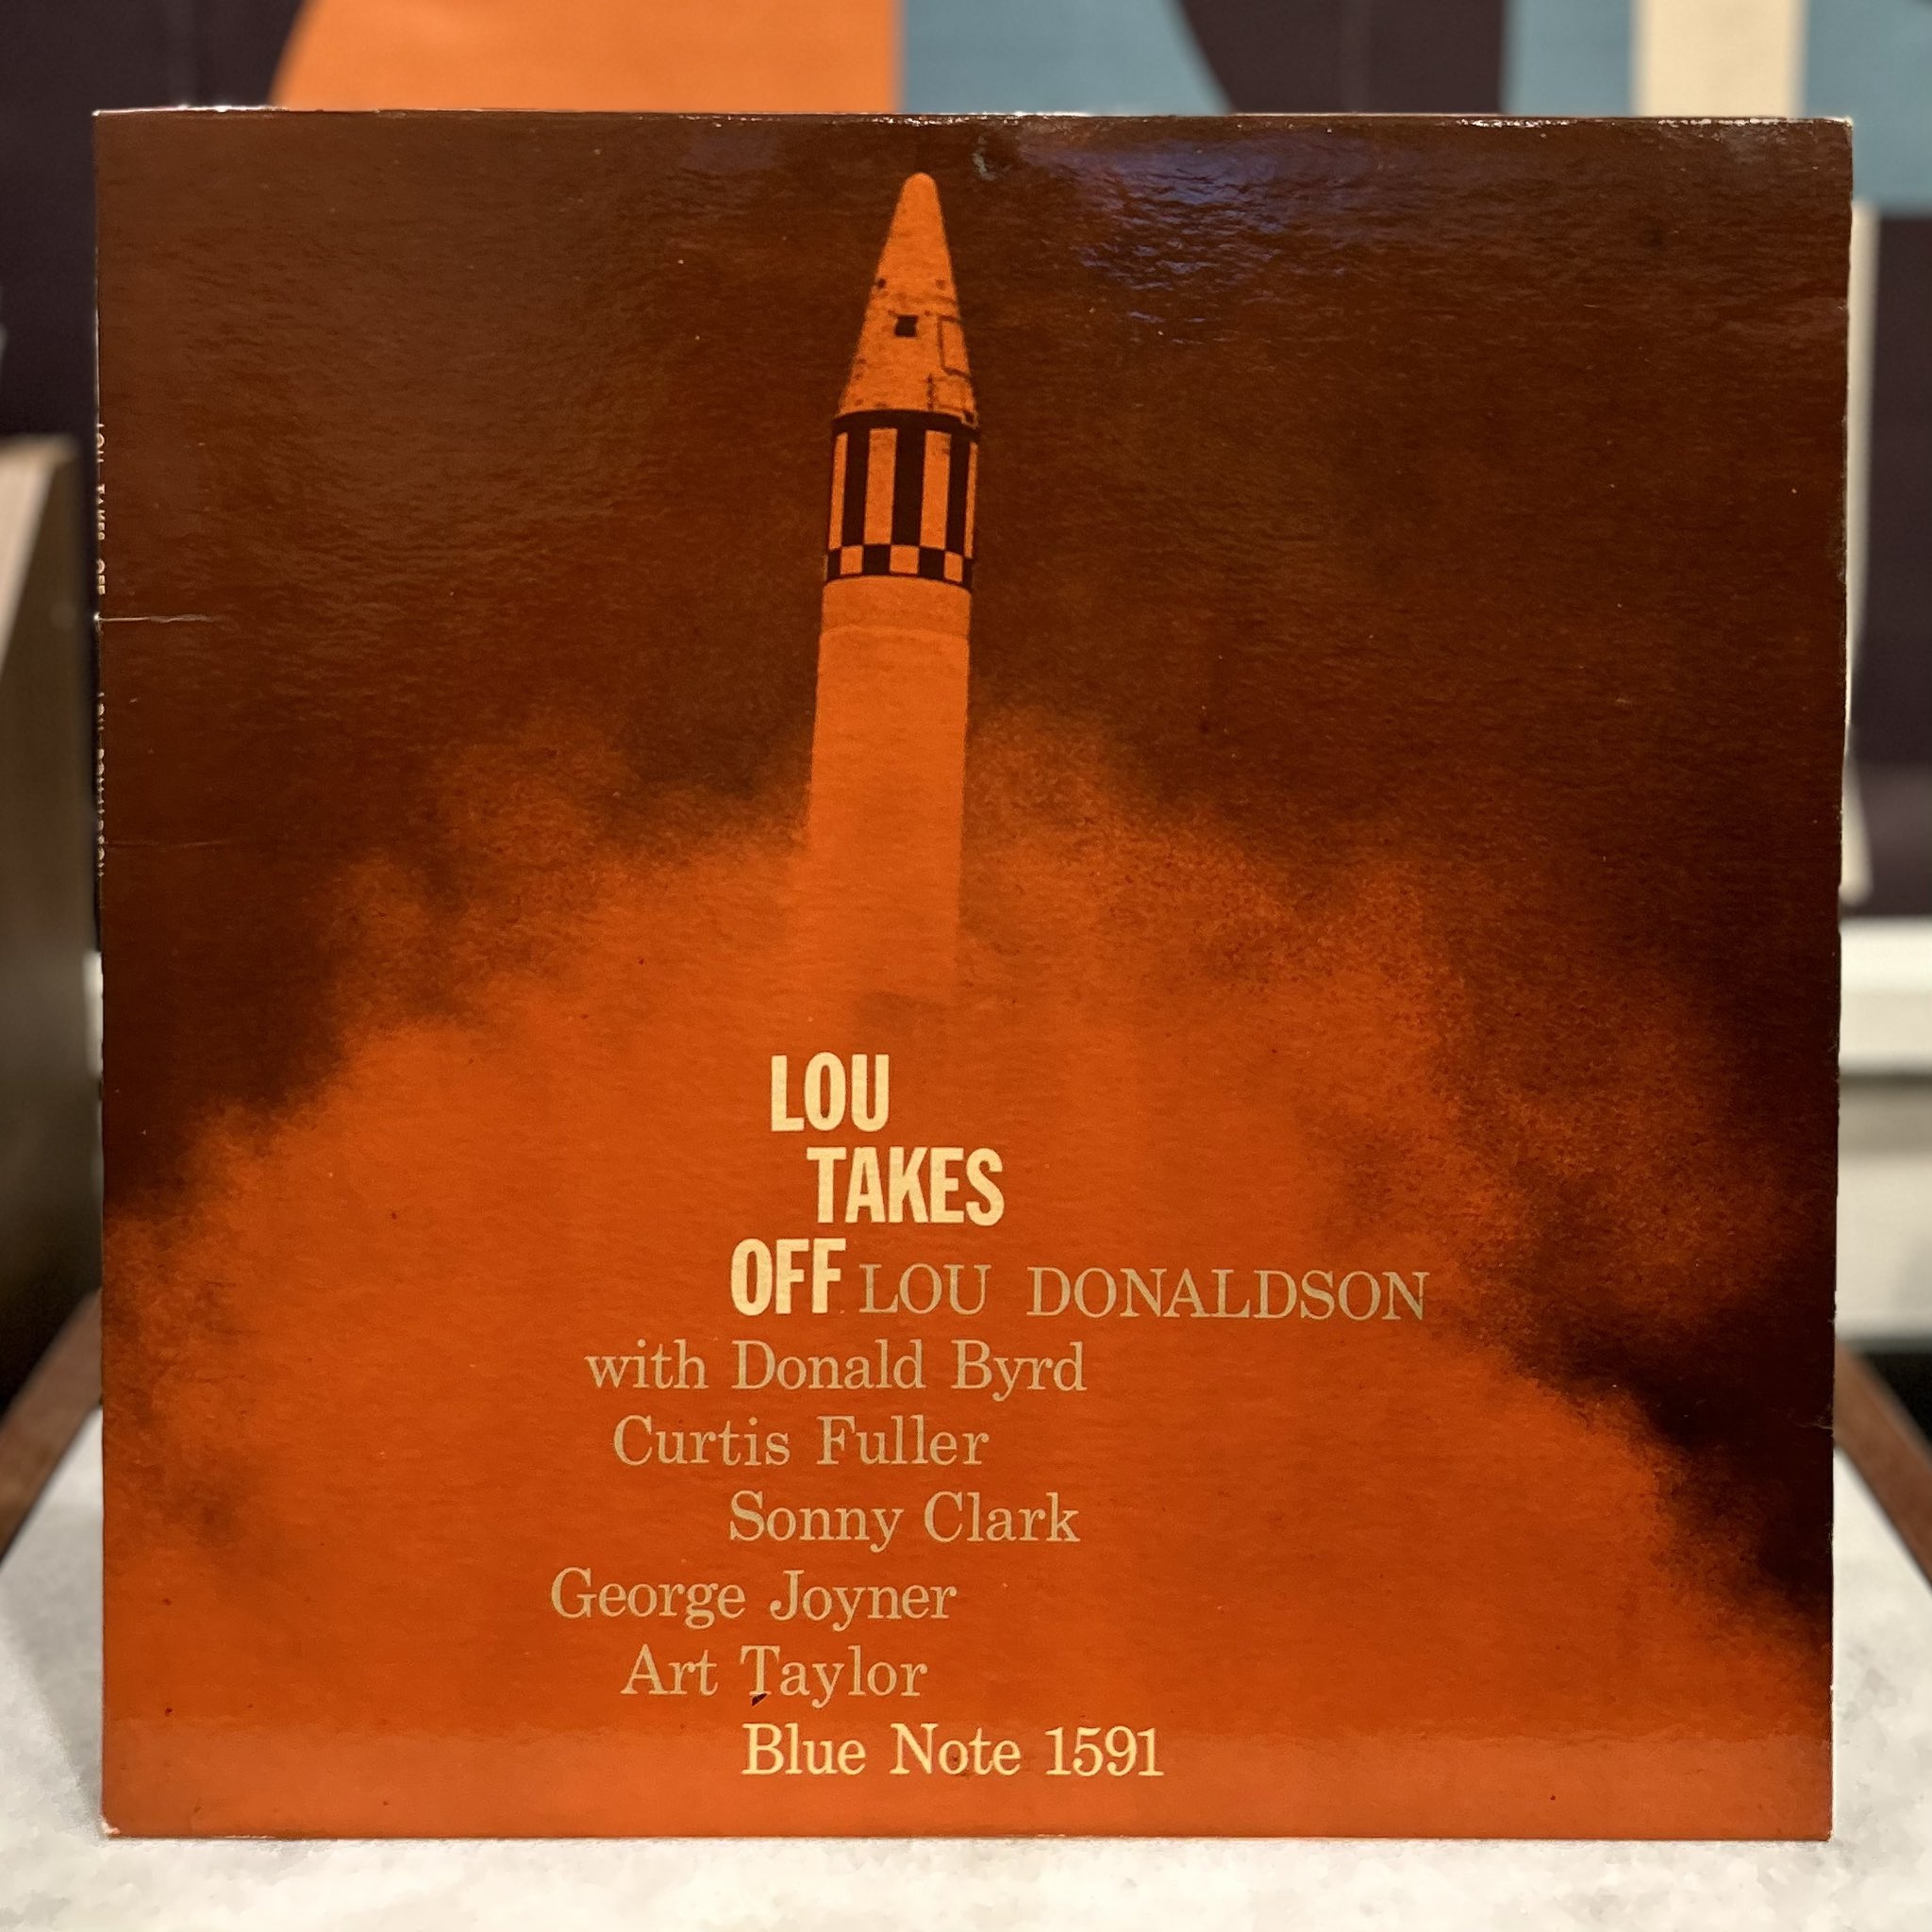 LOU
TAKES
OFF LOU DONALDSON
with Donald Byrd
Curtis Fuller
Sonny Clark
George Joyner
Art Taylor
Blue Note 1591